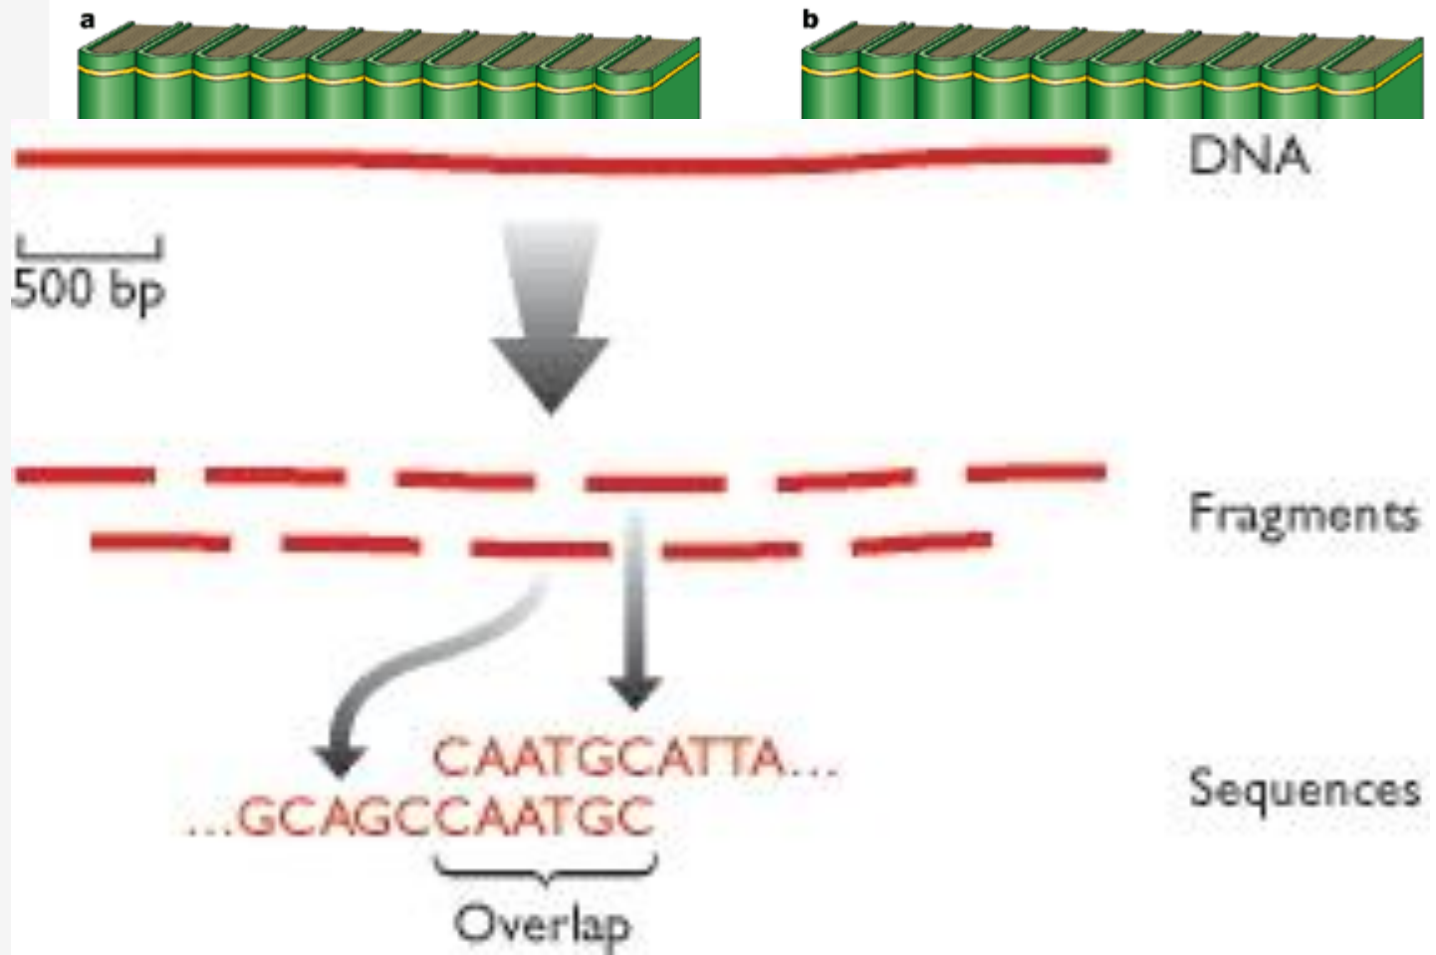 a
b
DNA
500 bp
Fragments
CAATGCATTA...
...GCAGCCAATGC
Sequences
Overlap